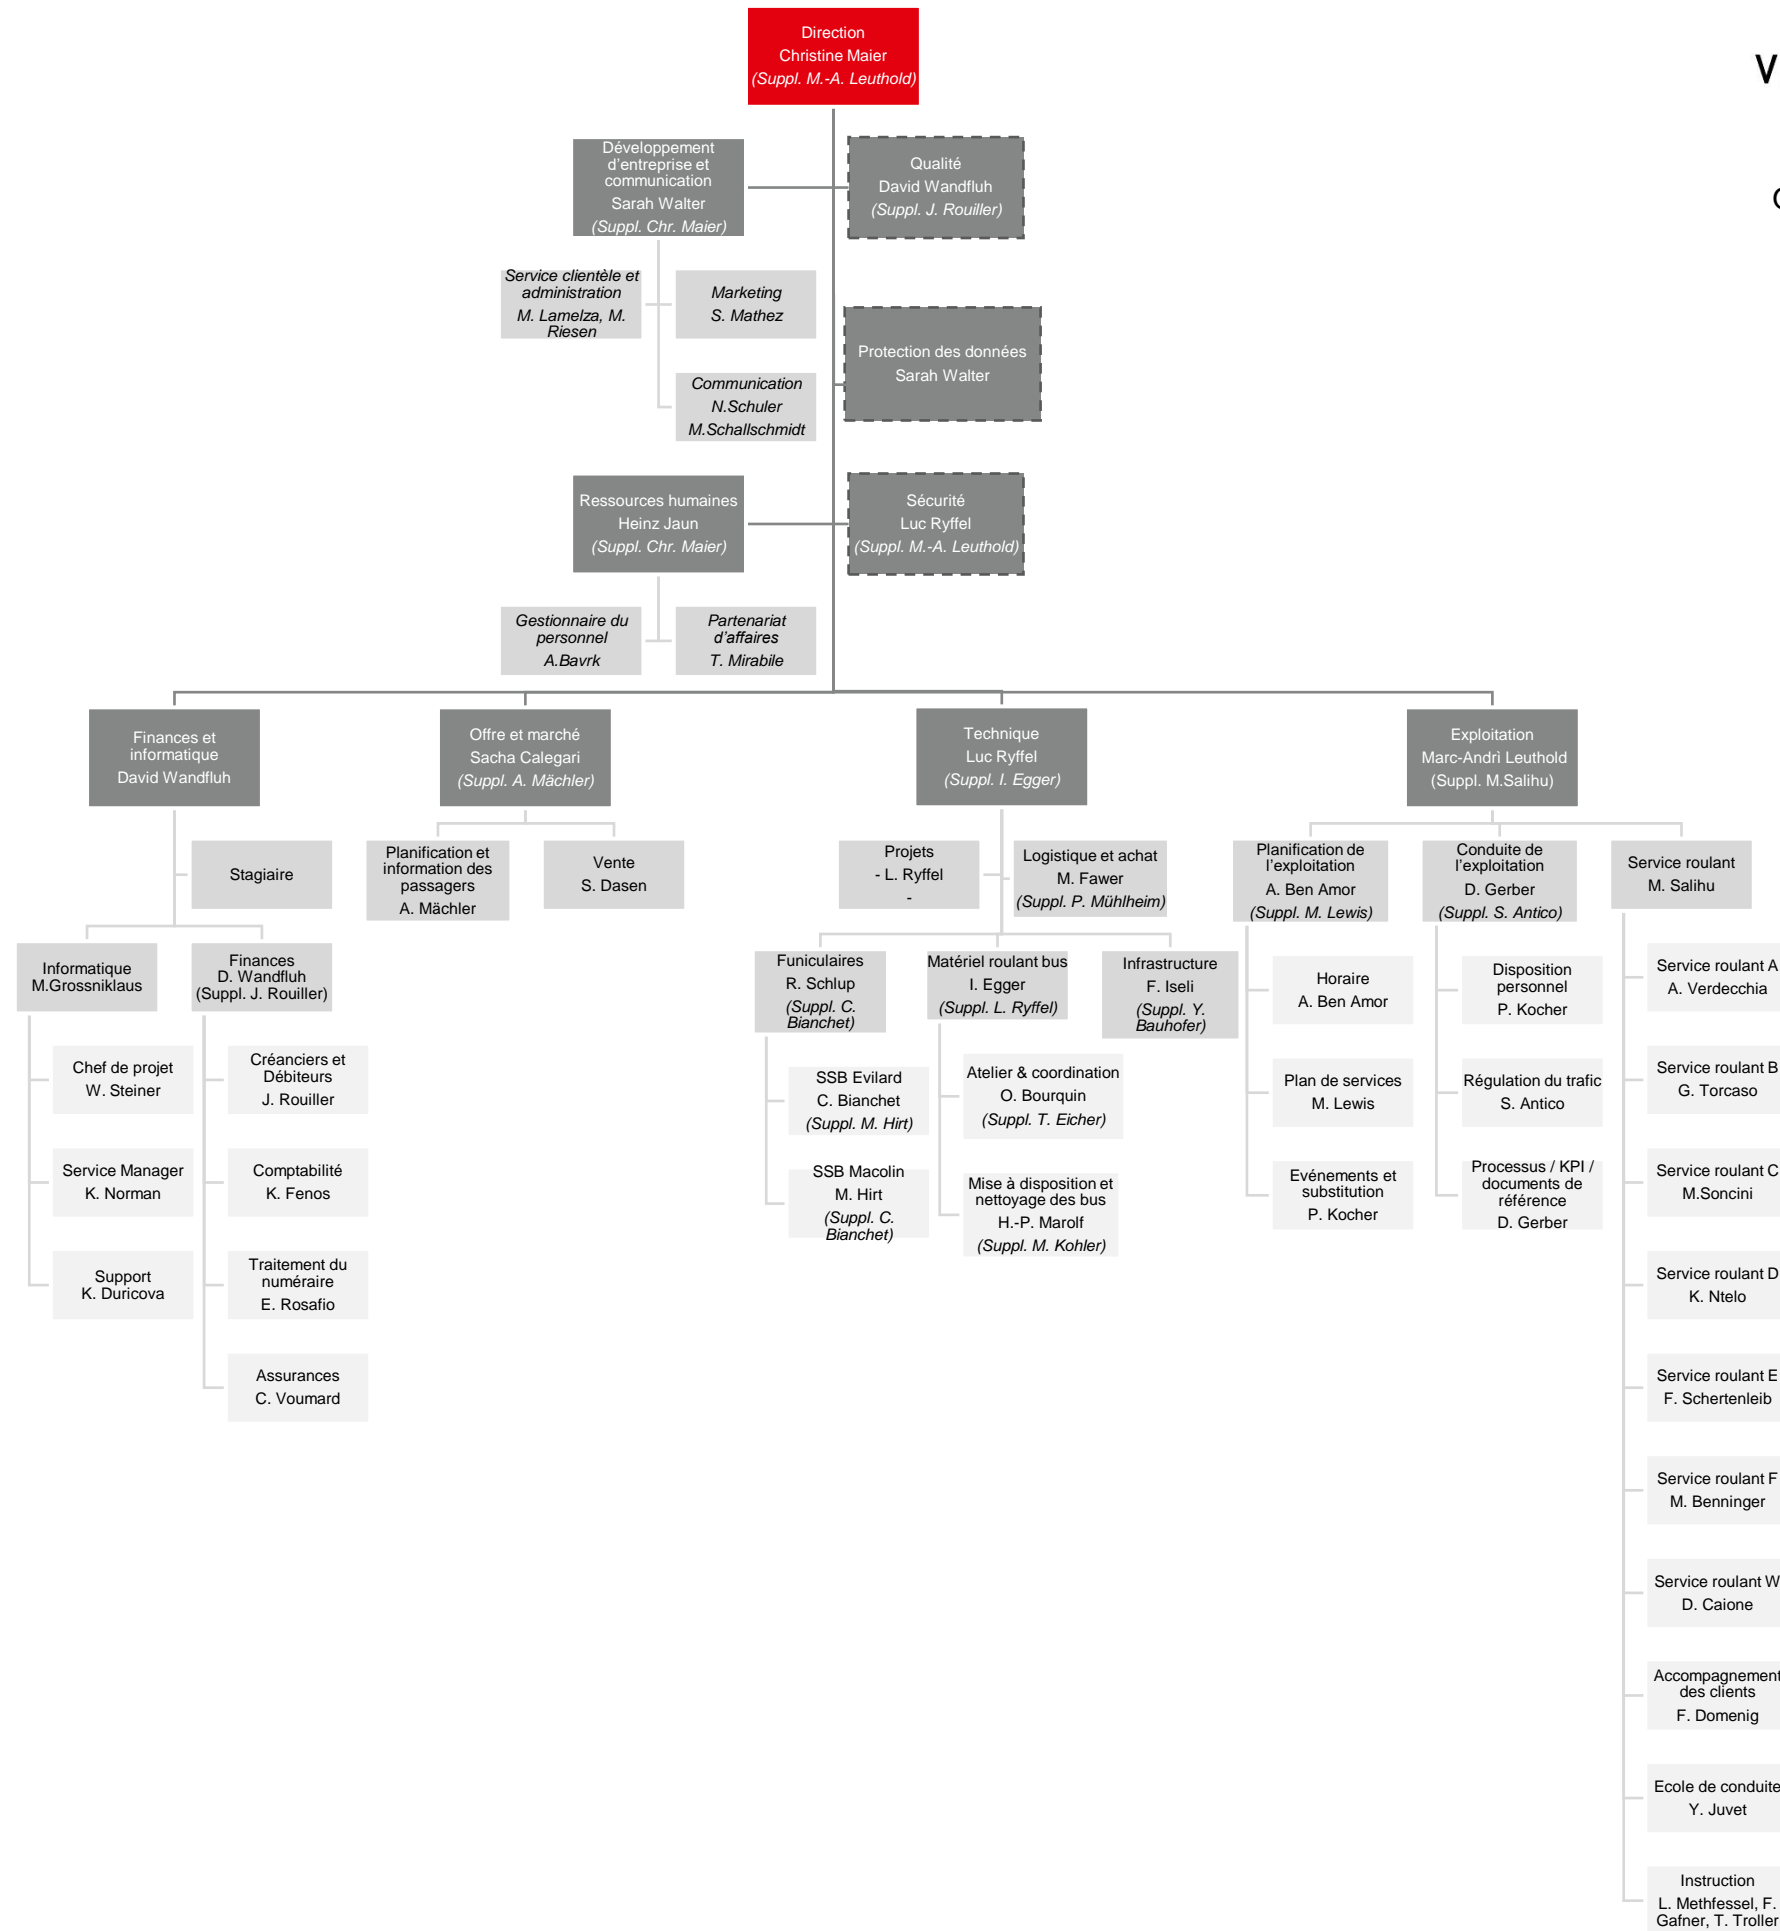 Direction
Christine Maier
(Suppl. M.-A. Leuthold)
V
Développement
d'entreprise et
communication
Sarah Walter
(Suppl. Chr. Maier)
Qualité
David Wandfluh
(Suppl. J. Rouiller)
Service clientèle et
administration
M. Lamelza, M.
Riesen
Marketing
S. Mathez
Protection des données
Sarah Walter
Communication
N.Schuler
M.Schallschmidt
Ressources humaines
Heinz Jaun
(Suppl. Chr. Maier)
Sécurité
Luc Ryffel
(Suppl. M.-A. Leuthold)
Gestionnaire du
personnel
A.Bavrk
Partenariat
d'affaires
T. Mirabile
Finances et
informatique
David Wandfluh
Offre et marché
Sacha Calegari
(Suppl. A. Mächler)
Technique
Luc Ryffel
(Suppl. I. Egger)
Exploitation
Marc-Andrì Leuthold
(Suppl. M.Salihu)
Stagiaire
Planification et
information des
passagers
A. Mächler
Vente
S. Dasen
Projets
- L. Ryffel
-
Logistique et achat
M. Fawer
(Suppl. P. Mühlheim)
Planification de
l'exploitation
A. Ben Amor
(Suppl. M. Lewis)
Conduite de
l'exploitation
D. Gerber
(Suppl. S. Antico)
Service roulant
M. Salihu
Informatique
M.Grossniklaus
Finances
D. Wandfluh
(Suppl. J. Rouiller)
Funiculaires
R. Schlup
(Suppl. C.
Bianchet)
Matériel roulant bus
I. Egger
(Suppl. L. Ryffel)
Infrastructure
F. Iseli
(Suppl. Y.
Bauhofer)
Horaire
A. Ben Amor
Disposition
personnel
P. Kocher
Service roulant A
A. Verdecchia
Chef de projet
W. Steiner
Créanciers et
Débiteurs
J. Rouiller
SSB Evilard
C. Bianchet
(Suppl. M. Hirt)
Atelier & coordination
O. Bourquin
(Suppl. T. Eicher)
Plan de services
M. Lewis
Régulation du trafic
S. Antico
Service roulant B
G. Torcaso
Service Manager
K. Norman
Comptabilité
K. Fenos
SSB Macolin
M. Hirt
(Suppl. C.
Bianchet)
Mise à disposition et
nettoyage des bus
H.-P. Marolf
(Suppl. M. Kohler)
Evénements et
substitution
P. Kocher
Processus / KPI /
documents de
référence
D. Gerber
Service roulant C
M.Soncini
Support
K. Duricova
Traitement du
numéraire
E. Rosafio
Service roulant D
K. Ntelo
Assurances
C. Voumard
Service roulant E
F. Schertenleib
Service roulant F
M. Benninger
Service roulant W
D. Caione
Accompagnement
des clients
F. Domenig
Ecole de conduite
Y. Juvet
Instruction
L. Methfessel, F.
Gafner, T. Troller